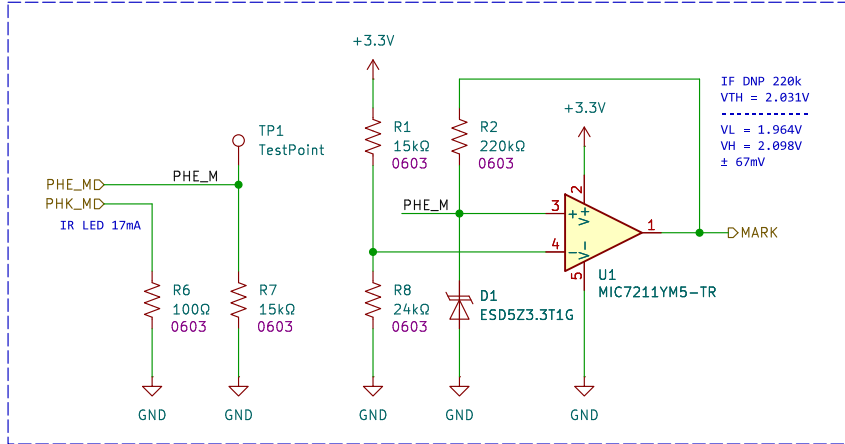 +3.3V
IF DNP 220k
VTH = 2.031V
------------
VL = 1.964V
VH = 2.098V
± 67mV
+3.3V
TP1
TestPoint
R1
15kΩ
0603
R2
220kΩ
0603
PHE_M
PHE_M
PHK_M
IR LED 17mA
PHE_M
2
3
+
V+
4
-
V-
5
1
MARK
U1
MIC7211YM5-TR
R6
100Ω
0603
R7
15kΩ
0603
R8
24kΩ
0603
D1
ESD5Z3.3T1G
GND
GND
GND
GND
GND